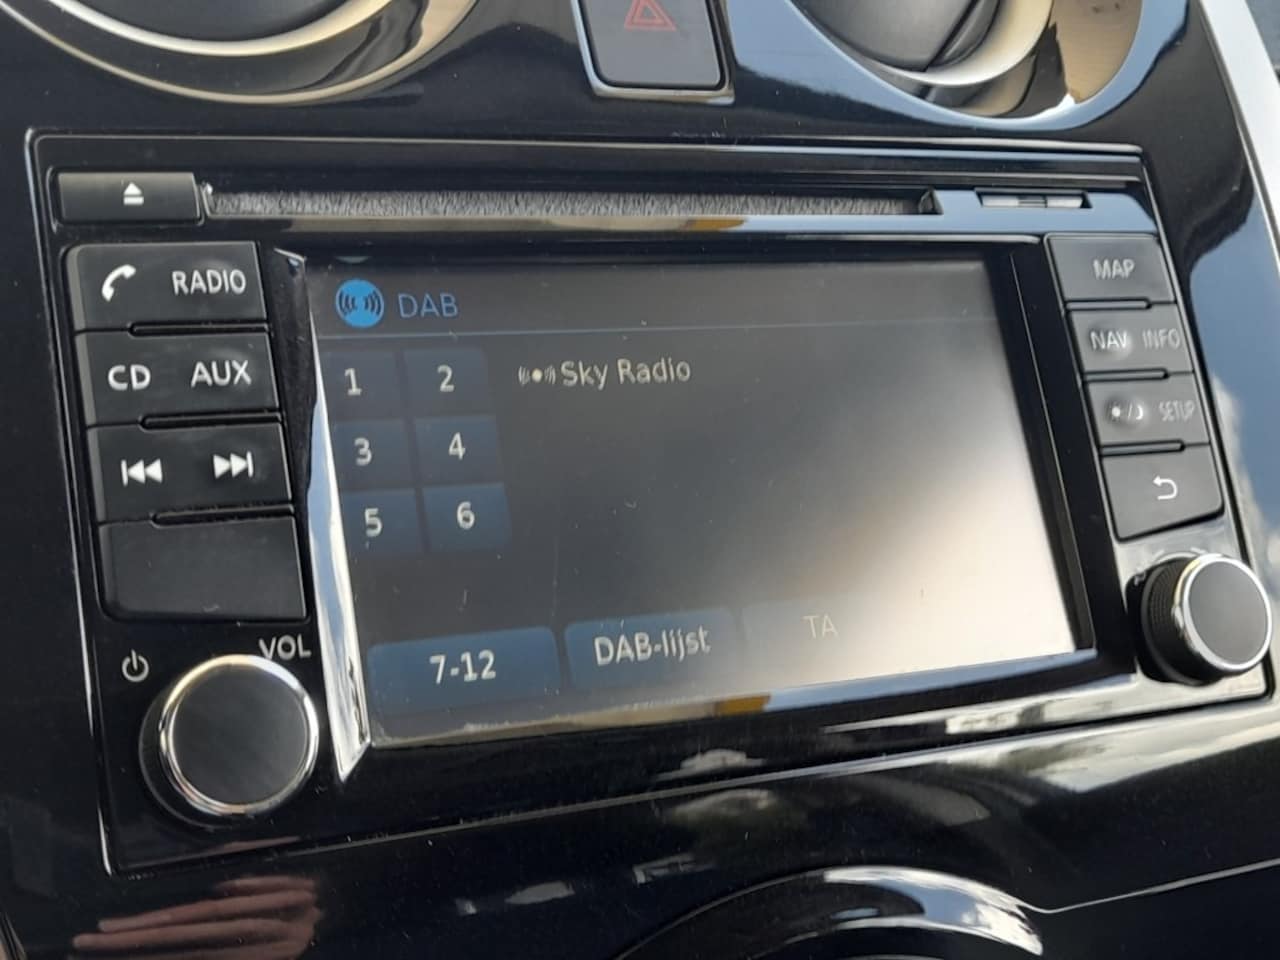 RADIO
CD AUX
VOL
DAB
Sky Radio
1 2
3 4
5 6
7-12 DAB-lijst TA
MAP
NAV INFO
SETUP